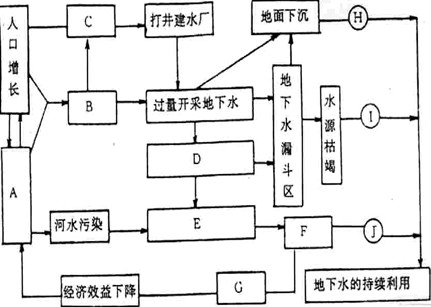 人口增长
C
打井建水厂
地面下沉
H
B
过量开采地下水
地下水漏斗区
水源枯竭
I
D
A
河水污染
E
F
J
经济效益下降
G
地下水的持续利用